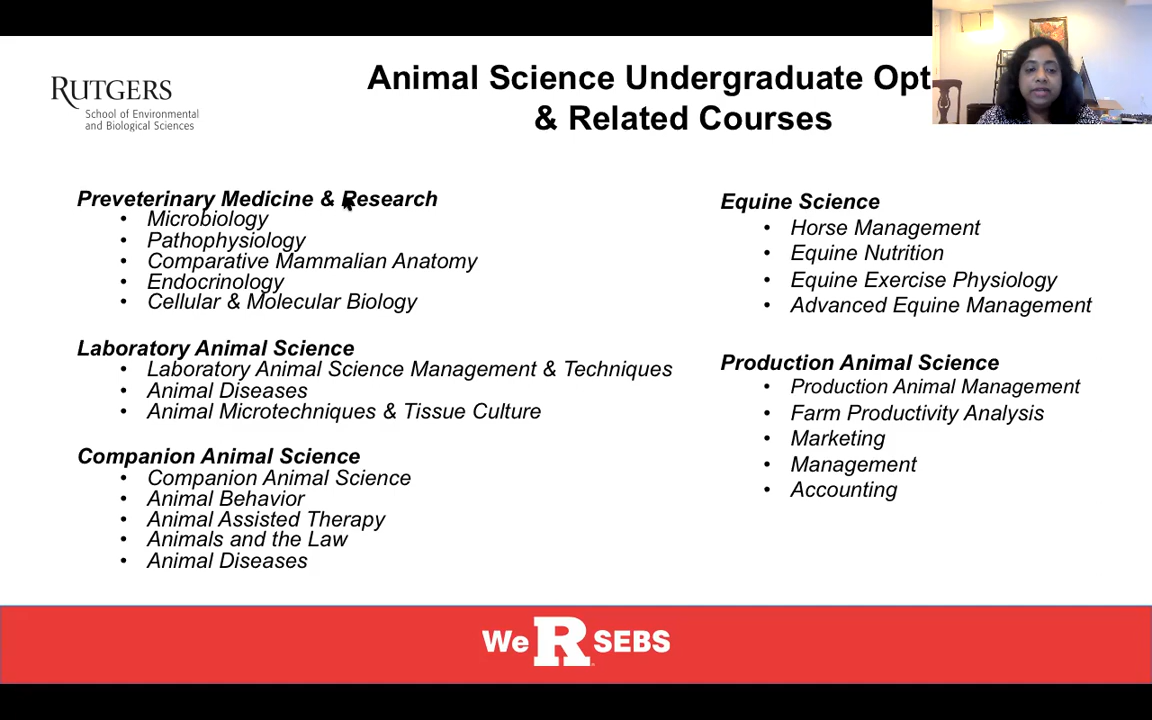 RUTGERS
School of Environmental
and Biological Sciences
Animal Science Undergraduate Opt
& Related Courses
Preveterinary Medicine & Research
• Microbiology
• Pathophysiology
• Comparative Mammalian Anatomy
• Endocrinology
• Cellular & Molecular Biology
Laboratory Animal Science
• Laboratory Animal Science Management & Techniques
• Animal Diseases
• Animal Microtechniques & Tissue Culture
Companion Animal Science
• Companion Animal Science
• Animal Behavior
• Animal Assisted Therapy
• Animals and the Law
• Animal Diseases
Equine Science
• Horse Management
• Equine Nutrition
• Equine Exercise Physiology
• Advanced Equine Management
Production Animal Science
• Production Animal Management
• Farm Productivity Analysis
• Marketing
• Management
• Accounting
We R SEBS